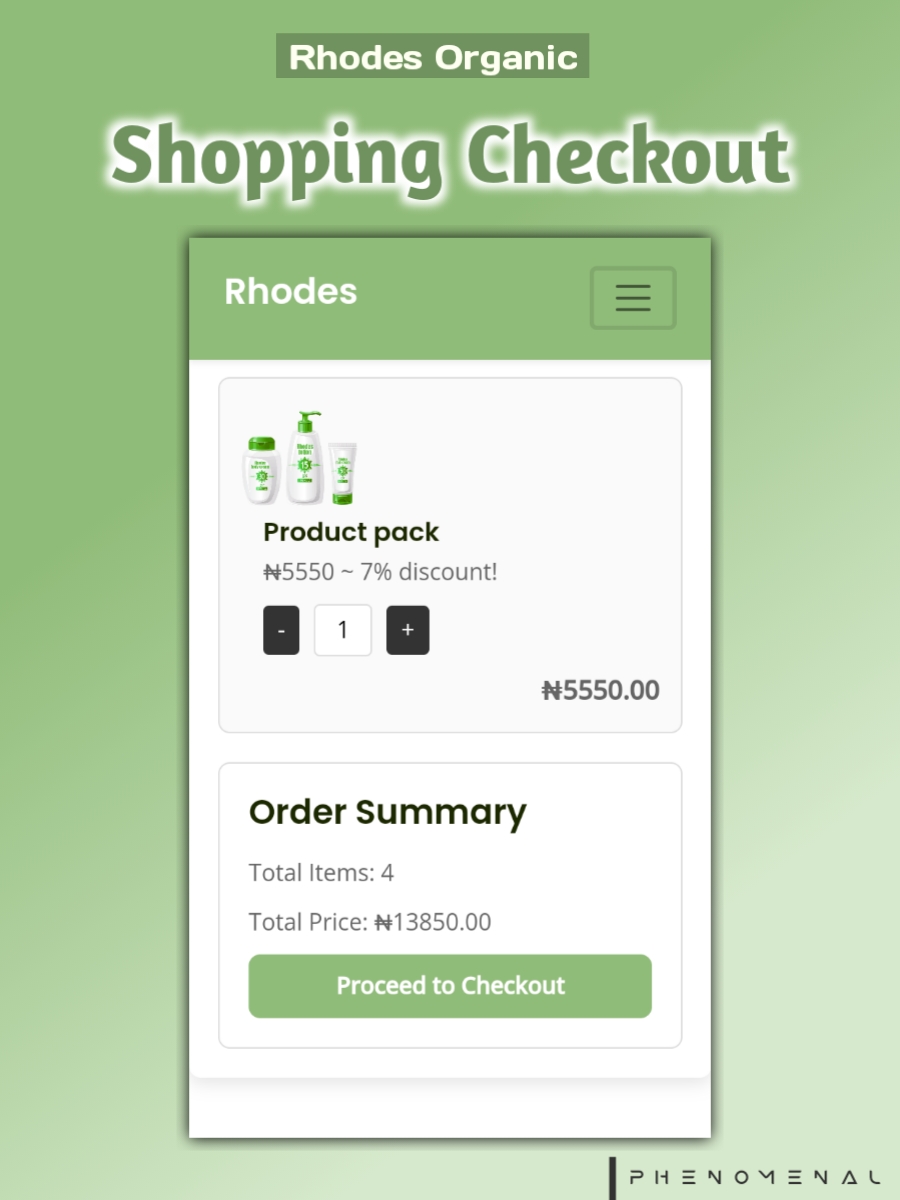 Rhodes Organic
Shopping Checkout
Rhodes
Product pack
₦5550 ~ 7% discount!
- 1 +
₦5550.00
Order Summary
Total Items: 4
Total Price: ₦13850.00
Proceed to Checkout
PHENOMENAL